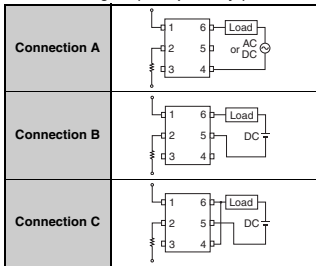 Connection A
1 6 Load
2 5 or AC DC
3 4
Connection B
1 6 Load
2 5 DC
3 4
Connection C
1 6 Load
2 5 DC
3 4